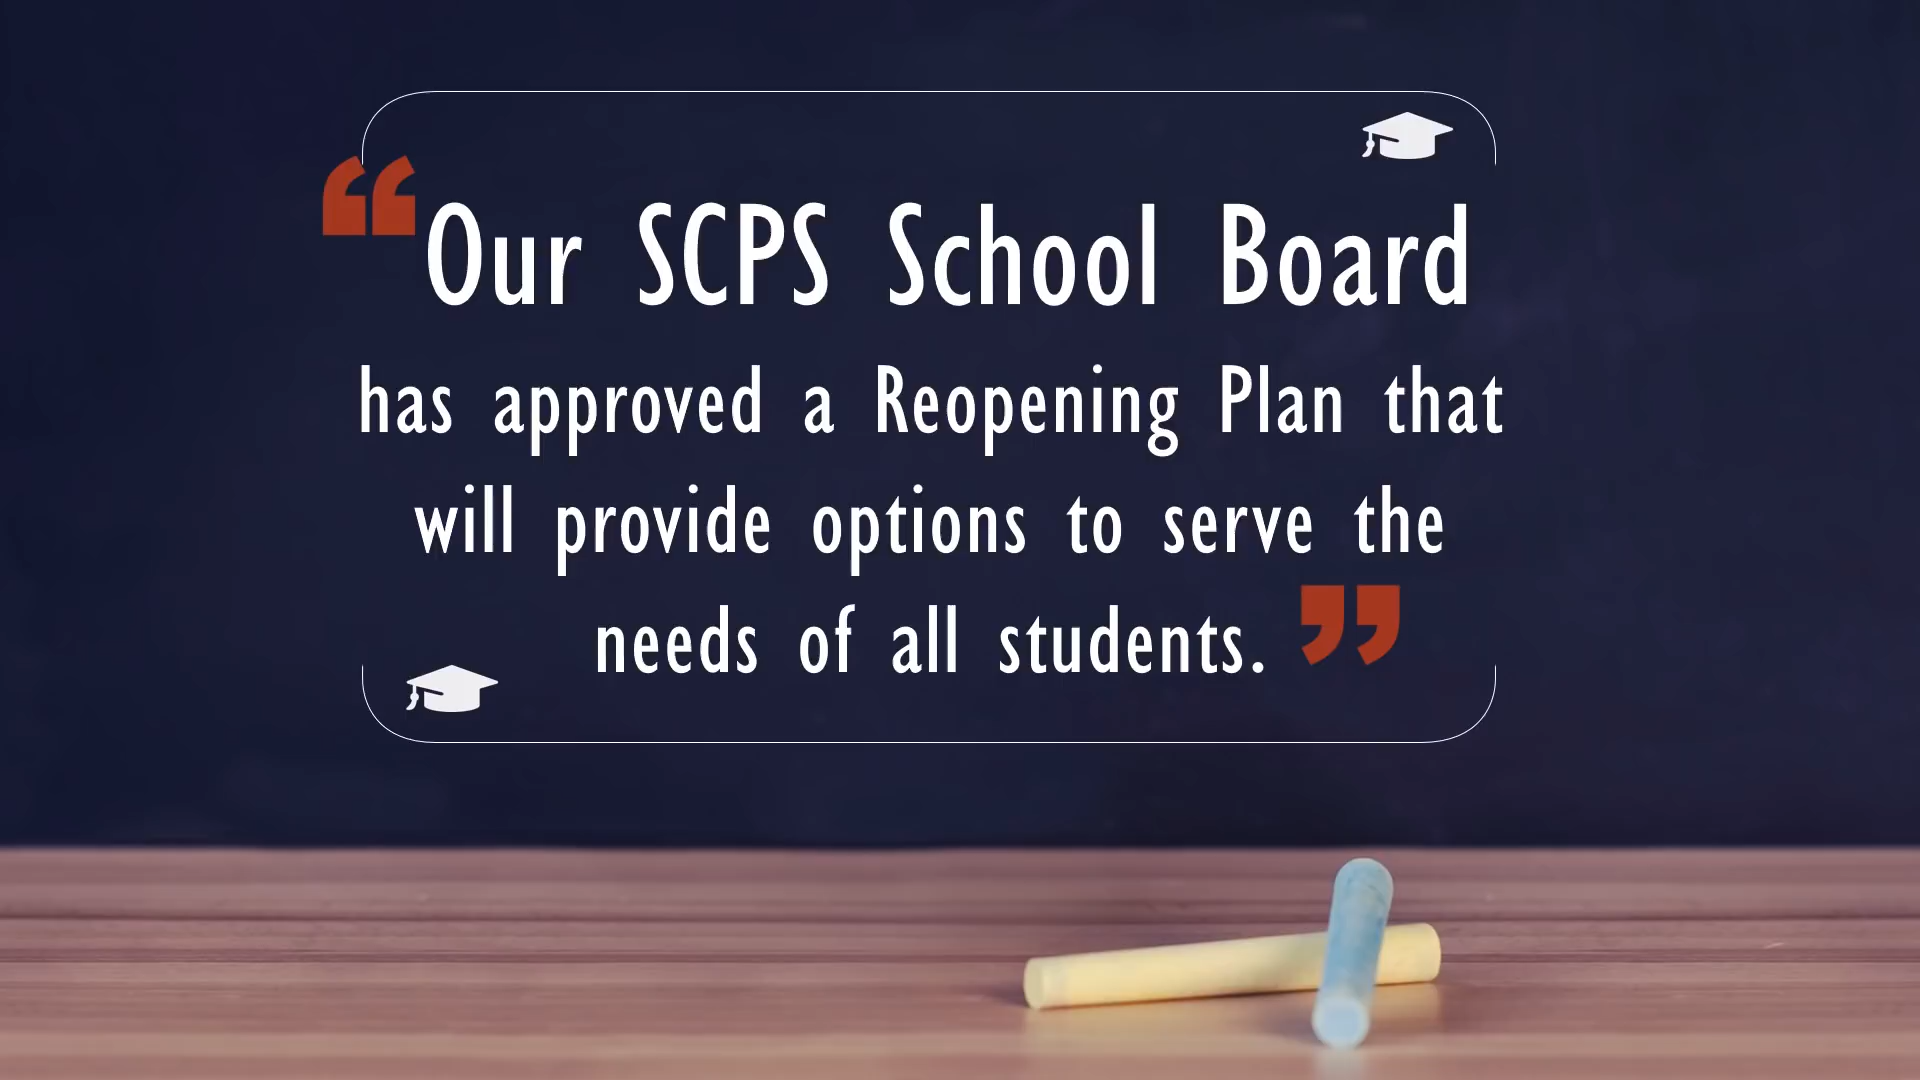 “Our SCPS School Board
has approved a Reopening Plan that
will provide options to serve the
needs of all students.”